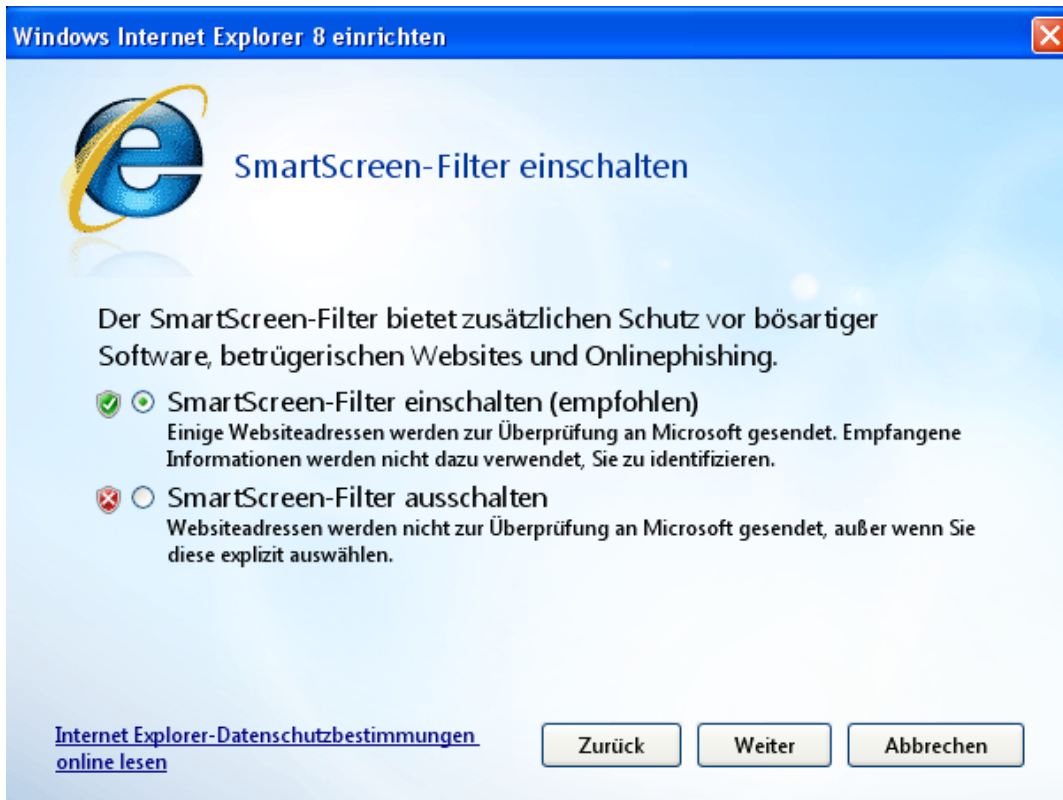 Windows Internet Explorer 8 einrichten
SmartScreen-Filter einschalten
Der SmartScreen-Filter bietet zusätzlichen Schutz vor bösartiger
Software, betrügerischen Websites und Onlinephishing.
SmartScreen-Filter einschalten (empfohlen)
Einige Websiteadressen werden zur Überprüfung an Microsoft gesendet. Empfangene
Informationen werden nicht dazu verwendet, Sie zu identifizieren.
SmartScreen-Filter ausschalten
Websiteadressen werden nicht zur Überprüfung an Microsoft gesendet, außer wenn Sie
diese explizit auswählen.
Internet Explorer-Datenschutzbestimmungen
online lesen
Zurück
Weiter
Abbrechen